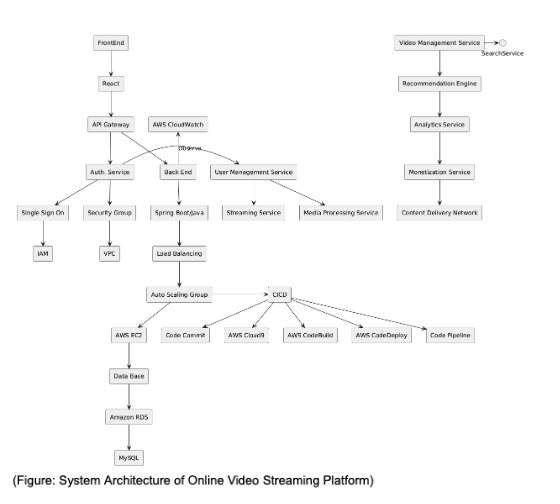 FrontEnd
Video Management Service
SearchService
React
Recommendation Engine
API Gateway
AWS CloudWatch
Analytics Service
Observe
Auth. Service
Back End
User Management Service
Monetization Service
Single Sign On
Security Group
Spring Boot/Java
Streaming Service
Media Processing Service
Content Delivery Network
IAM
VPC
Load Balancing
Auto Scaling Group
CICD
AWS EC2
Code Commit
AWS Cloud9
AWS CodeBuild
AWS CodeDeploy
Code Pipeline
Data Base
Amazon RDS
MySQL
(Figure: System Architecture of Online Video Streaming Platform)